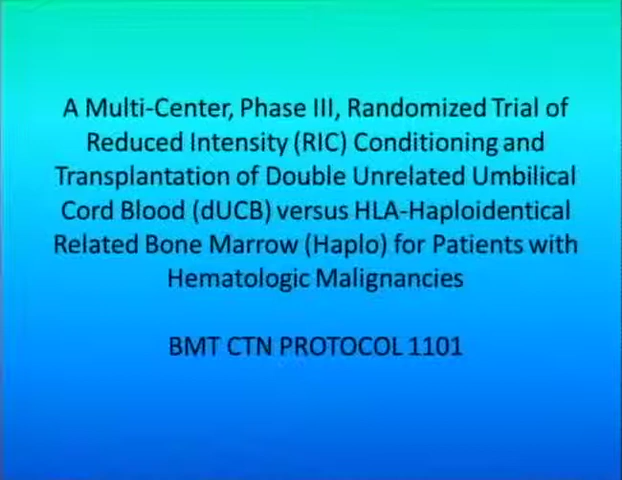 A Multi-Center, Phase III, Randomized Trial of
Reduced Intensity (RIC) Conditioning and
Transplantation of Double Unrelated Umbilical
Cord Blood (dUCB) versus HLA-Haploidentical
Related Bone Marrow (Haplo) for Patients with
Hematologic Malignancies
BMT CTN PROTOCOL 1101